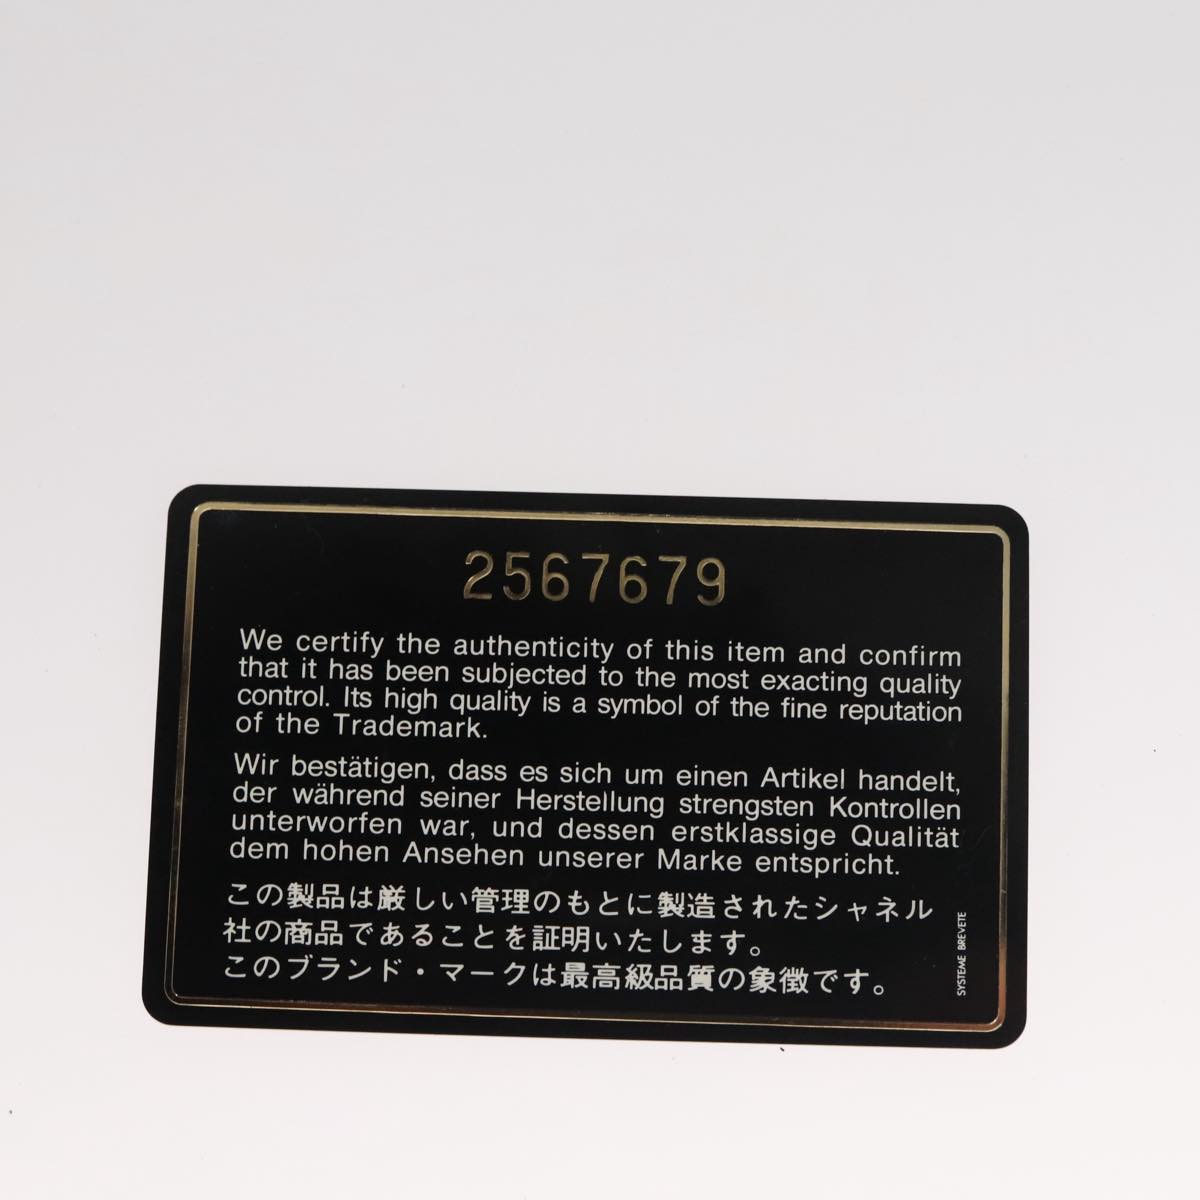 2567679
We certify the authenticity of this item and confirm
that it has been subjected to the most exacting quality
control. Its high quality is a symbol of the fine reputation
of the Trademark.
Wir bestätigen, dass es sich um einen Artikel handelt,
der während seiner Herstellung strengsten Kontrollen
unterworfen war, und dessen erstklassige Qualität
dem hohen Ansehen unserer Marke entspricht.
この製品は厳しい管理のもとに製造されたシャネル
社の商品であることを証明いたします。
このブランド・マークは最高級品質の象徴です。
SYSTEME BREVETE